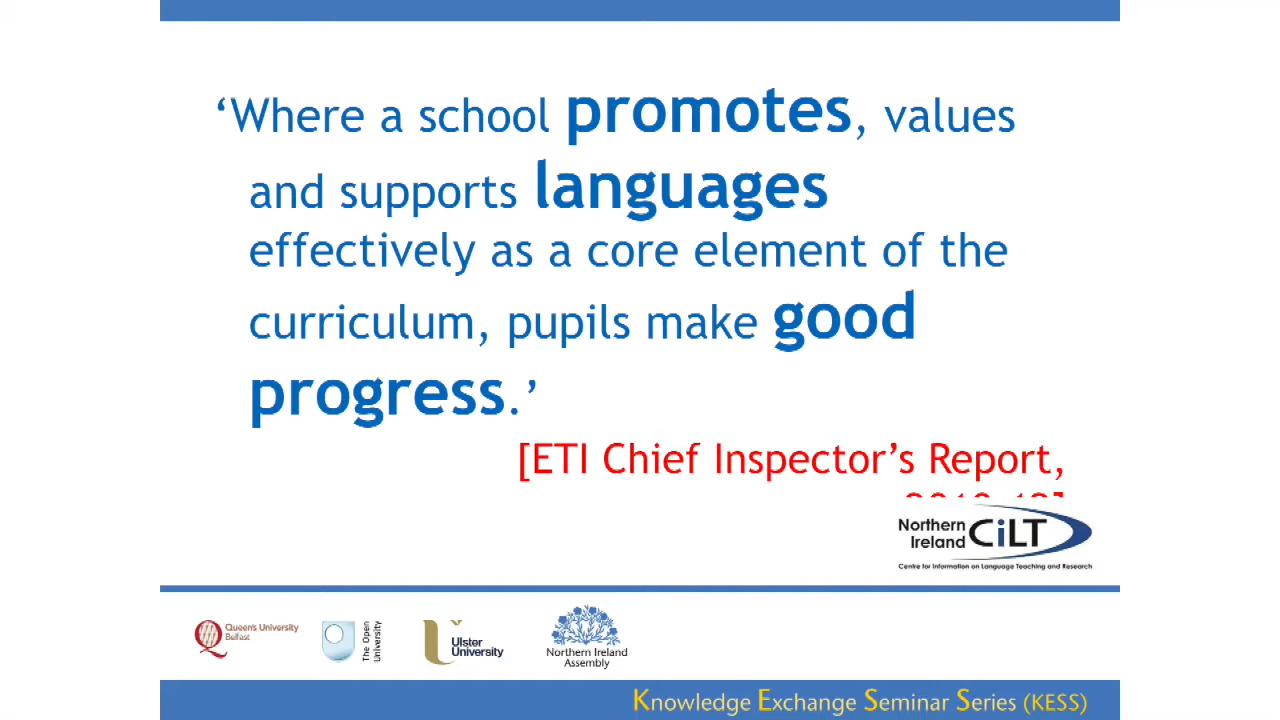 ‘Where a school promotes, values
and supports languages
effectively as a core element of the
curriculum, pupils make good
progress.’
[ETI Chief Inspector’s Report,
Northern
Ireland CiLT
Centre for Information on Language Teaching and Research
Queen's University
Belfast
The Open
University
Ulster
University
Northern Ireland
Assembly
Knowledge Exchange Seminar Series (KESS)